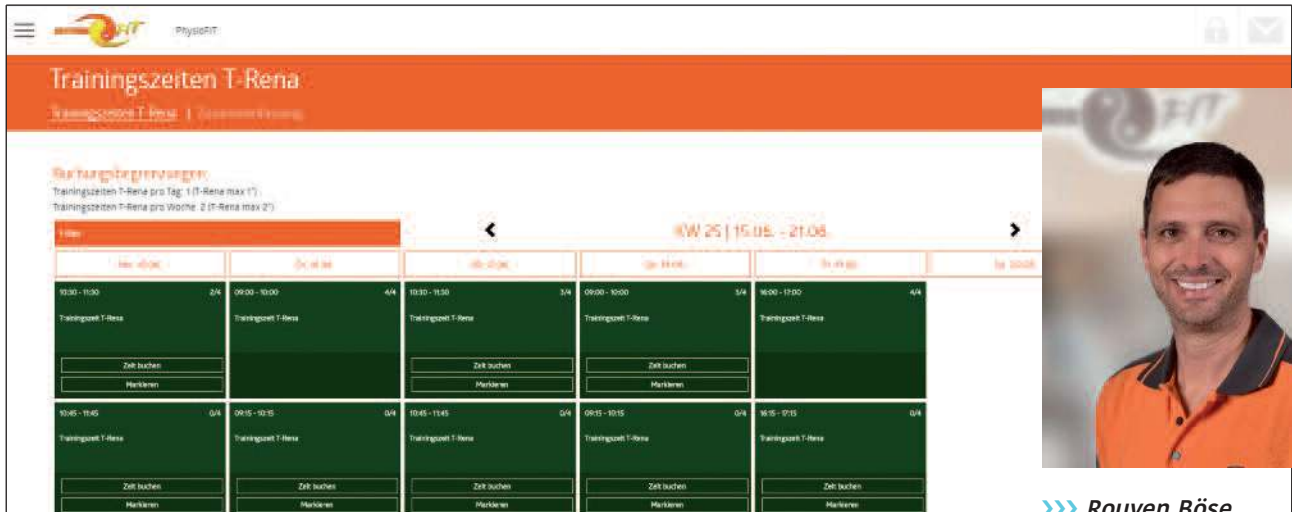 FiT
PhysioFIT
Trainingszeiten T-Rena
Trainingszeiten T-Rena |
Buchungsbegrenzungen
Trainingszeiten T-Rena pro Tag: 1 (T-Rena max 1*)
Trainingszeiten T-Rena pro Woche: 2 (T-Rena max 2*)
Filter
KW 25 | 15.06. - 21.06.
10:30 - 11:30 2/4
Trainingszeit T-Rena
Zeit buchen
Markieren
09:00 - 10:00 4/4
Trainingszeit T-Rena
10:30 - 11:30 3/4
Trainingszeit T-Rena
Zeit buchen
Markieren
09:00 - 10:00 3/4
Trainingszeit T-Rena
Zeit buchen
Markieren
16:00 - 17:00 4/4
Trainingszeit T-Rena
10:45 - 11:45 0/4
Trainingszeit T-Rena
Zeit buchen
Markieren
09:15 - 10:15 0/4
Trainingszeit T-Rena
Zeit buchen
Markieren
10:45 - 11:45 0/4
Trainingszeit T-Rena
Zeit buchen
Markieren
09:15 - 10:15 0/4
Trainingszeit T-Rena
Zeit buchen
Markieren
16:15 - 17:15 0/4
Trainingszeit T-Rena
Zeit buchen
Markieren
FiT
››› Rouven Böse